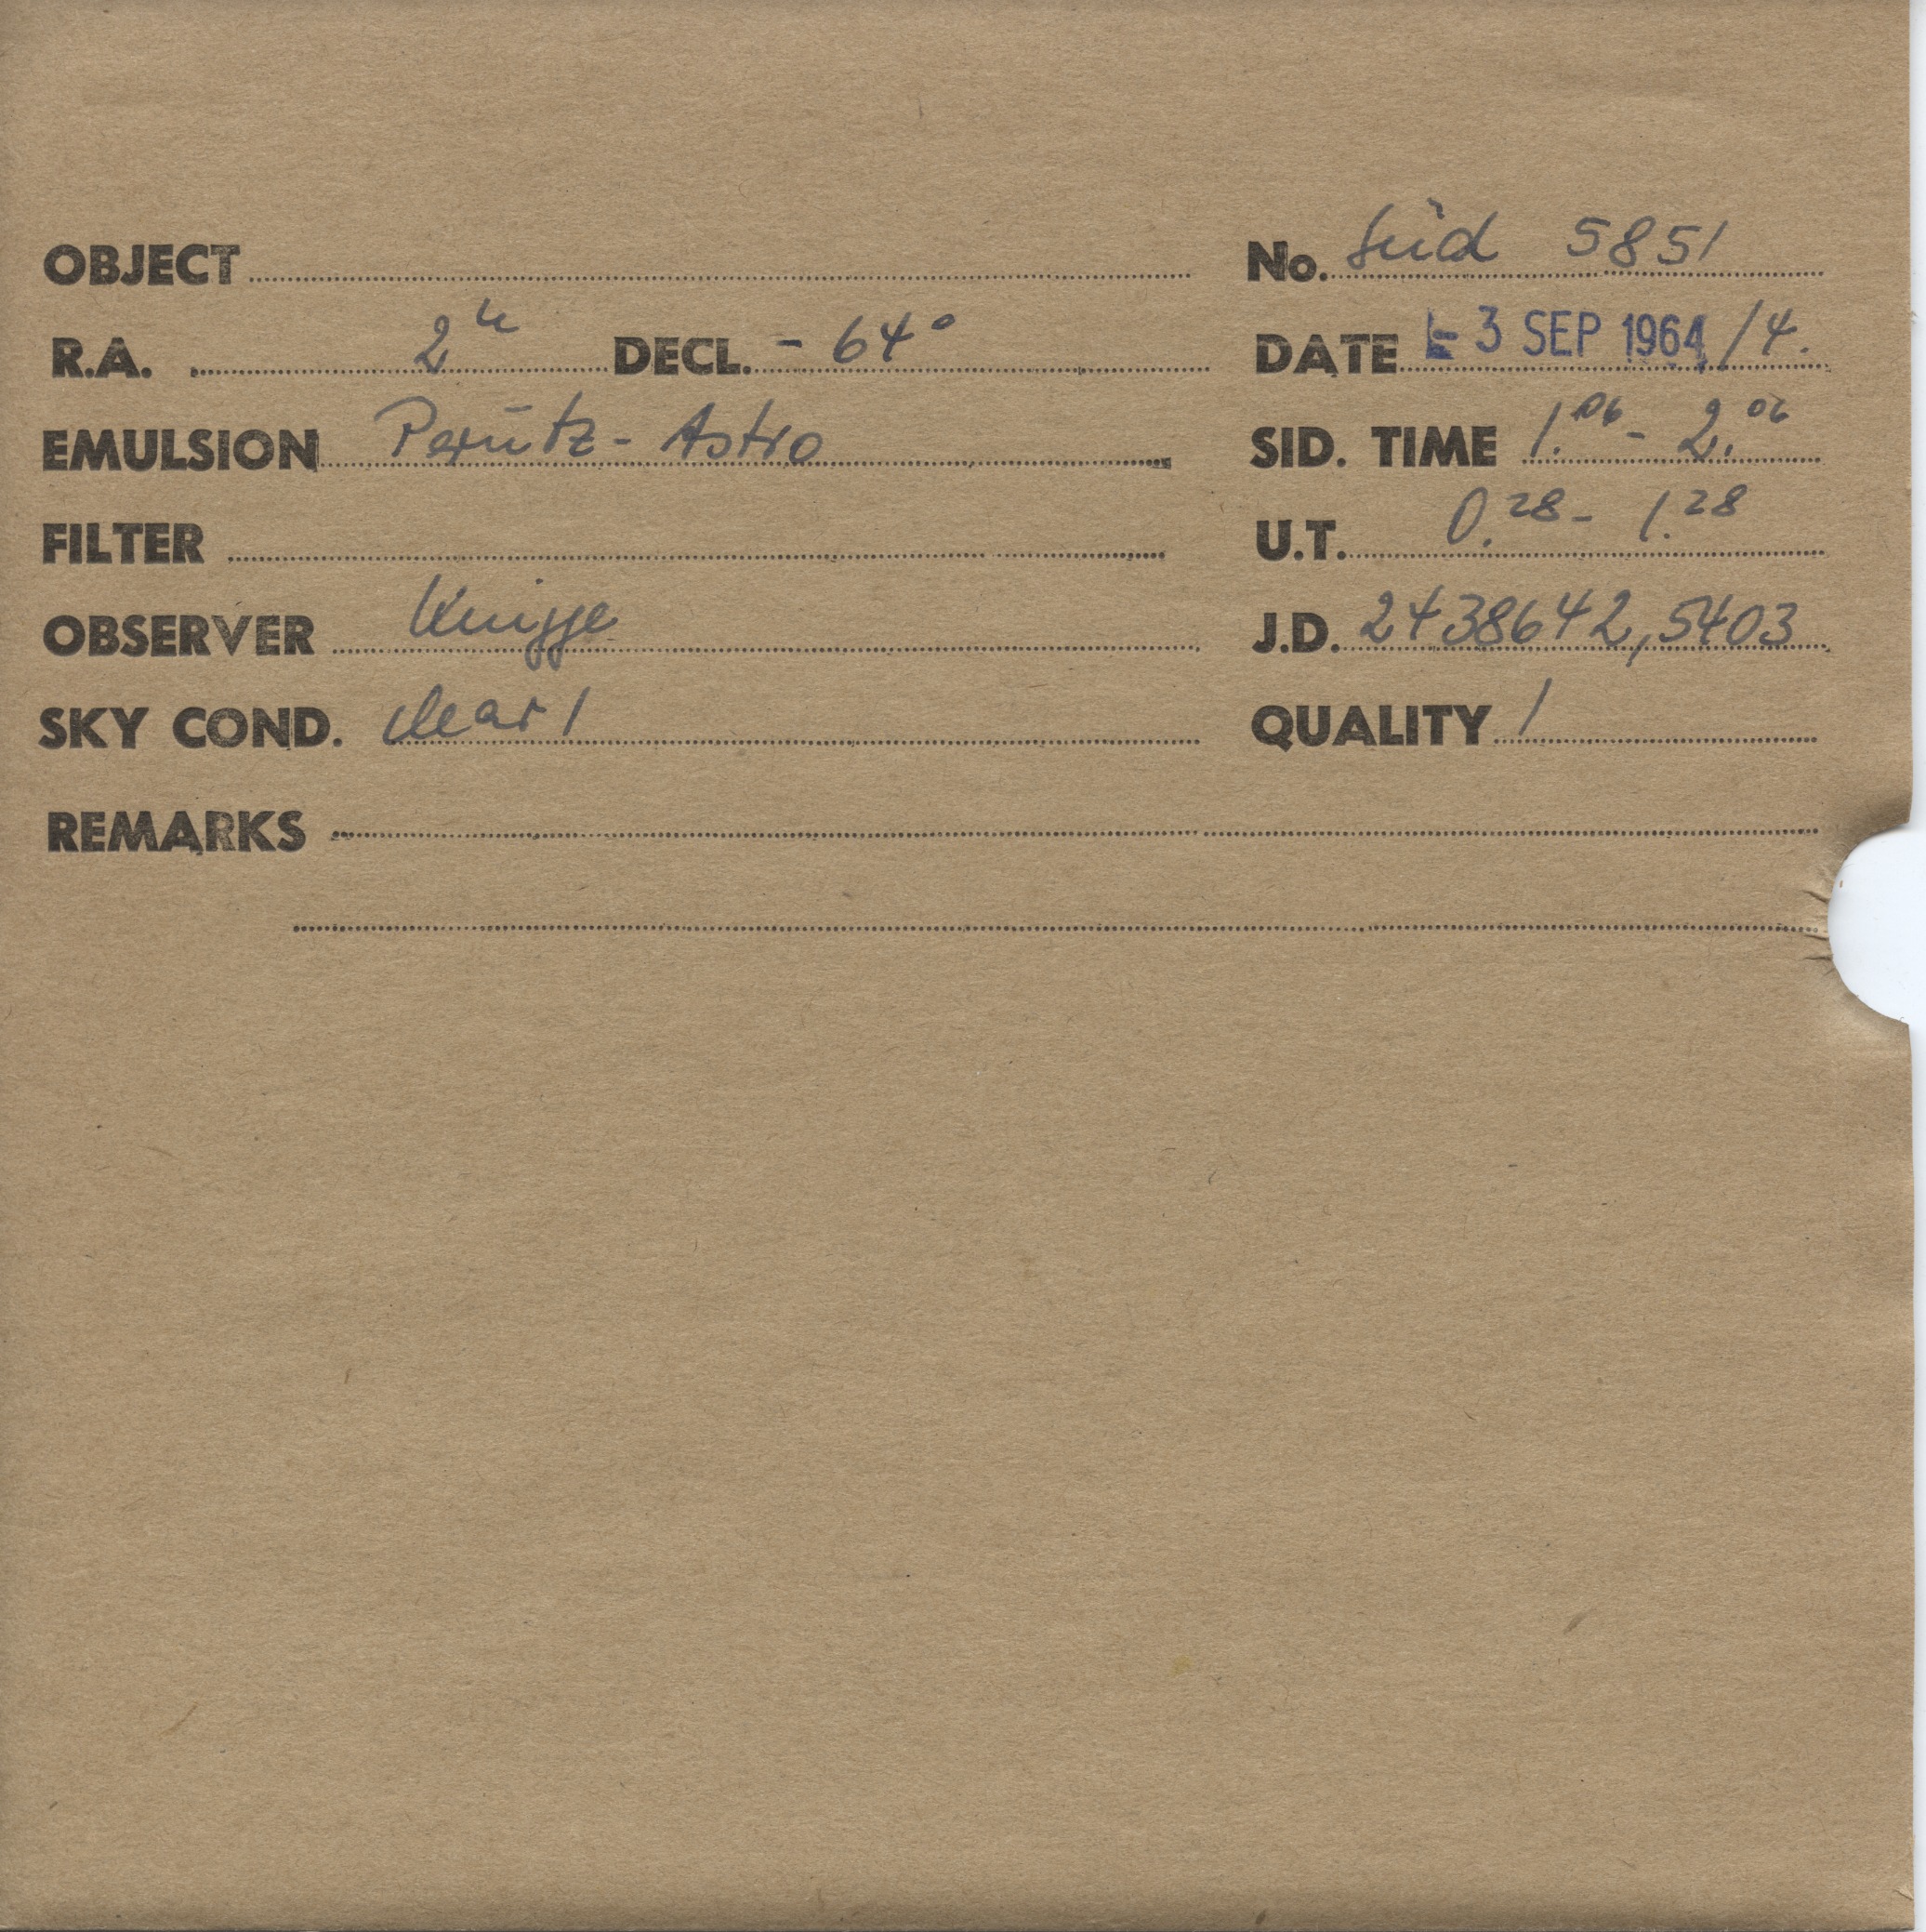 OBJECT No. Süd 5851
R.A. 2h DECL. - 64°
DATE - 3 SEP 1964 /4.
EMULSION Perutz - Astro
SID. TIME 1.06 - 2.06
FILTER
U.T. 0.28 - 1.28
OBSERVER Knigge
J.D. 2438642,5403
SKY COND. clear 1
QUALITY 1
REMARKS